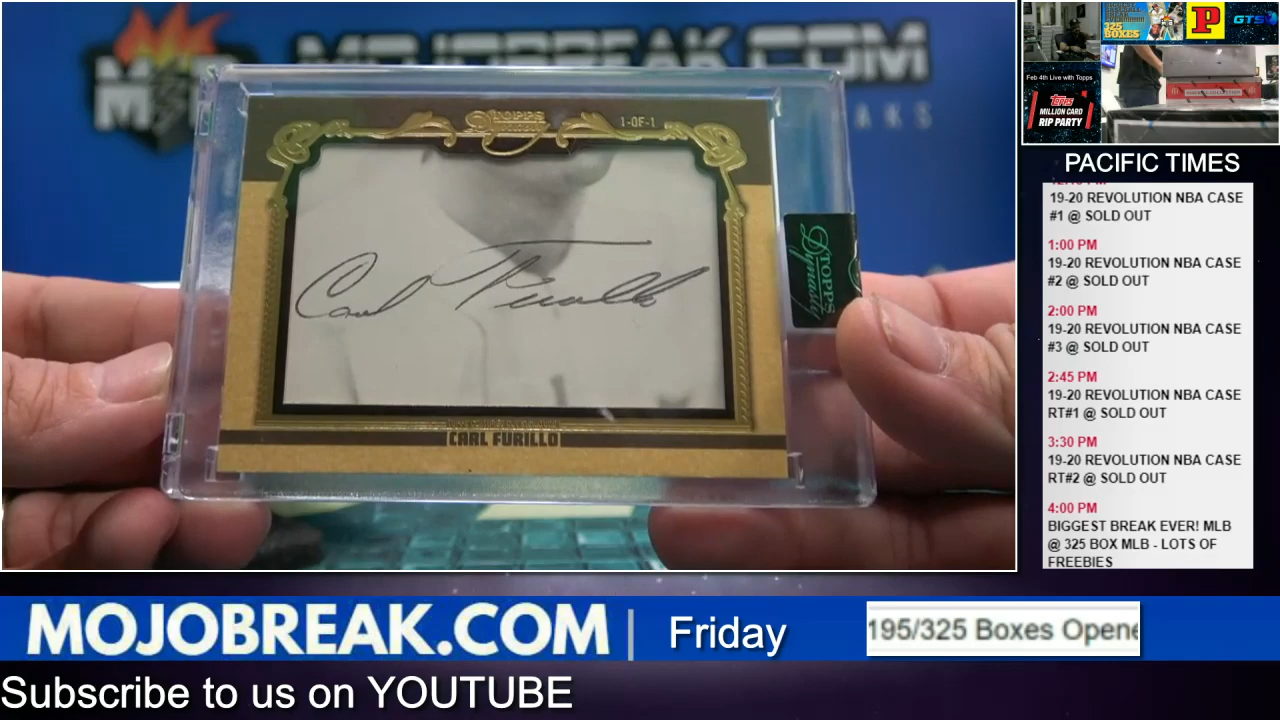 MOJOBREAK.COM
TOPPS
1-OF-1
Carl Furillo
CARL FURILLO
TOPPS
Dynasty
325
BOXES
P
GTS
Feb 4th Live with Topps
Topps
MILLION CARD
RIP PARTY
PACIFIC TIMES
19-20 REVOLUTION NBA CASE
#1 @ SOLD OUT
1:00 PM
19-20 REVOLUTION NBA CASE
#2 @ SOLD OUT
2:00 PM
19-20 REVOLUTION NBA CASE
#3 @ SOLD OUT
2:45 PM
19-20 REVOLUTION NBA CASE
RT#1 @ SOLD OUT
3:30 PM
19-20 REVOLUTION NBA CASE
RT#2 @ SOLD OUT
4:00 PM
BIGGEST BREAK EVER! MLB
@ 325 BOX MLB - LOTS OF
FREEBIES
MOJOBREAK.COM | Friday
195/325 Boxes Opene
Subscribe to us on YOUTUBE